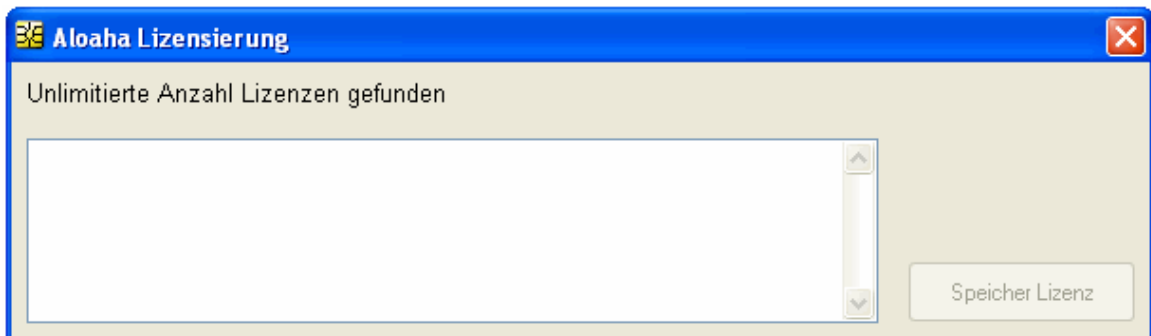 Aloaha Lizensierung
Unlimitierte Anzahl Lizenzen gefunden
Speicher Lizenz